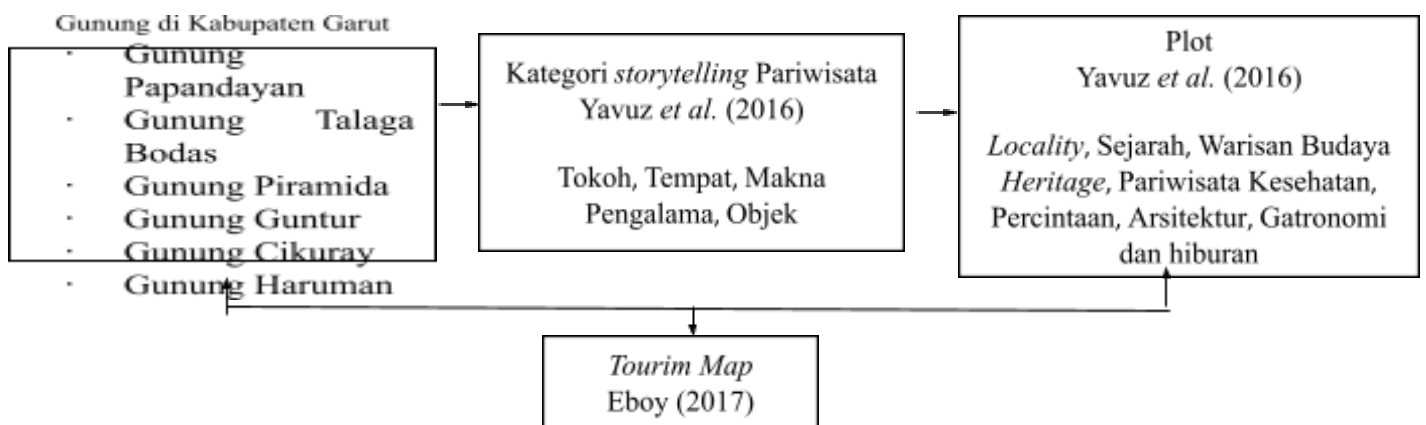 Gunung di Kabupaten Garut
· Gunung
Papandayan
· Gunung Talaga
Bodas
· Gunung Piramida
· Gunung Guntur
· Gunung Cikuray
· Gunung Haruman
Kategori storytelling Pariwisata
Yavuz et al. (2016)
Tokoh, Tempat, Makna
Pengalama, Objek
Plot
Yavuz et al. (2016)
Locality, Sejarah, Warisan Budaya
Heritage, Pariwisata Kesehatan,
Percintaan, Arsitektur, Gatronomi
dan hiburan
Tourim Map
Eboy (2017)